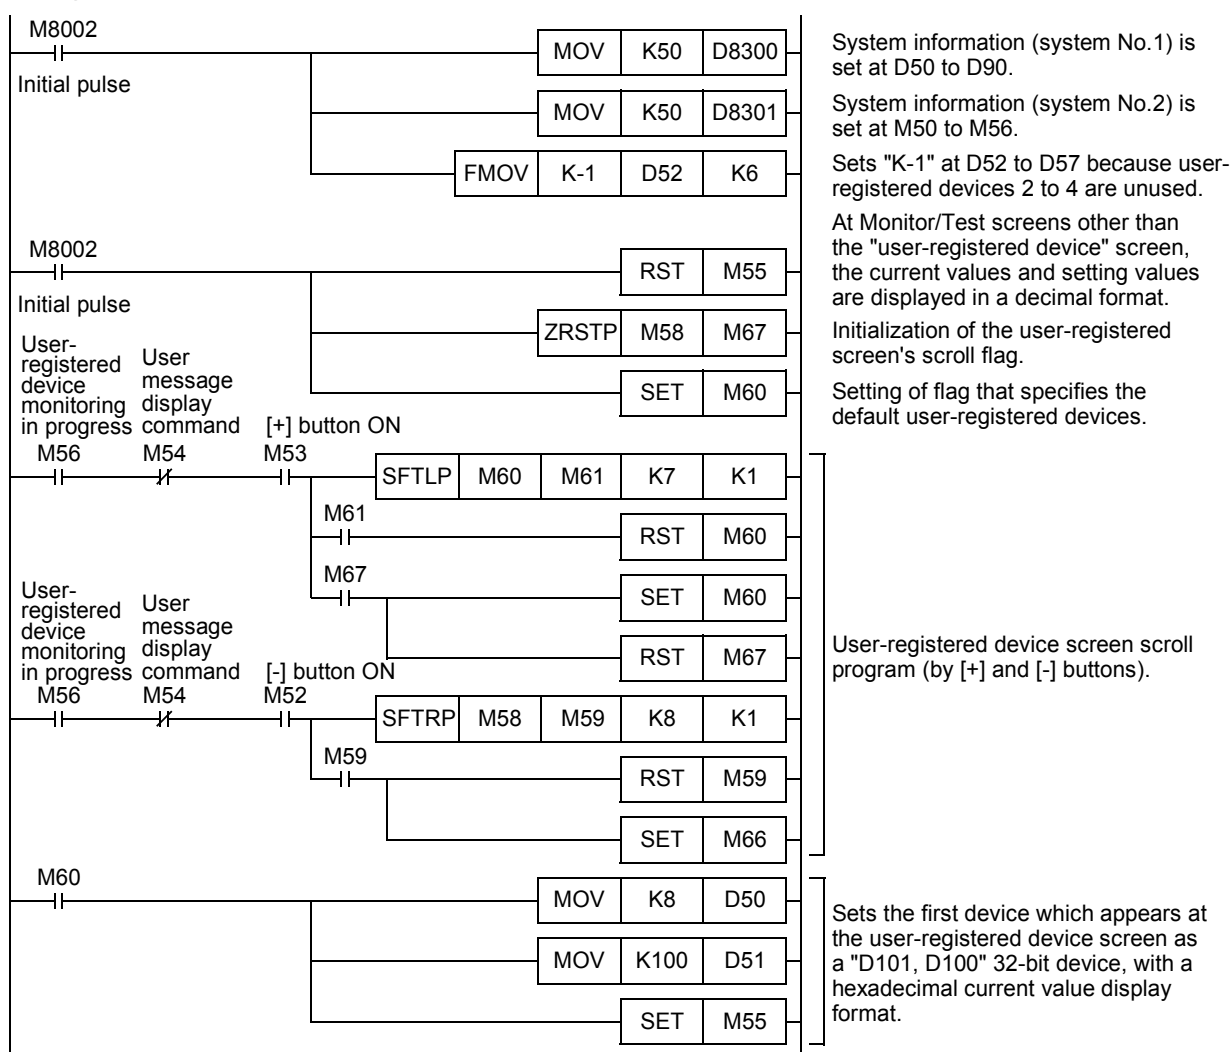 M8002
MOV K50 D8300
System information (system No.1) is
set at D50 to D90.
Initial pulse
MOV K50 D8301
System information (system No.2) is
set at M50 to M56.
FMOV K-1 D52 K6
Sets "K-1" at D52 to D57 because user-
registered devices 2 to 4 are unused.
M8002
RST M55
At Monitor/Test screens other than
the "user-registered device" screen,
the current values and setting values
are displayed in a decimal format.
Initial pulse
ZRSTP M58 M67
Initialization of the user-registered
screen's scroll flag.
SET M60
Setting of flag that specifies the
default user-registered devices.
User-
registered
device
monitoring
in progress
User
message
display
command
[+] button ON
M56 M54 M53
SFTLP M60 M61 K7 K1
M61
RST M60
M67
SET M60
RST M67
User-registered device screen scroll
program (by [+] and [-] buttons).
User-
registered
device
monitoring
in progress
User
message
display
command
[-] button ON
M56 M54 M52
SFTRP M58 M59 K8 K1
M59
RST M59
SET M66
M60
MOV K8 D50
MOV K100 D51
SET M55
Sets the first device which appears at
the user-registered device screen as
a "D101, D100" 32-bit device, with a
hexadecimal current value display
format.